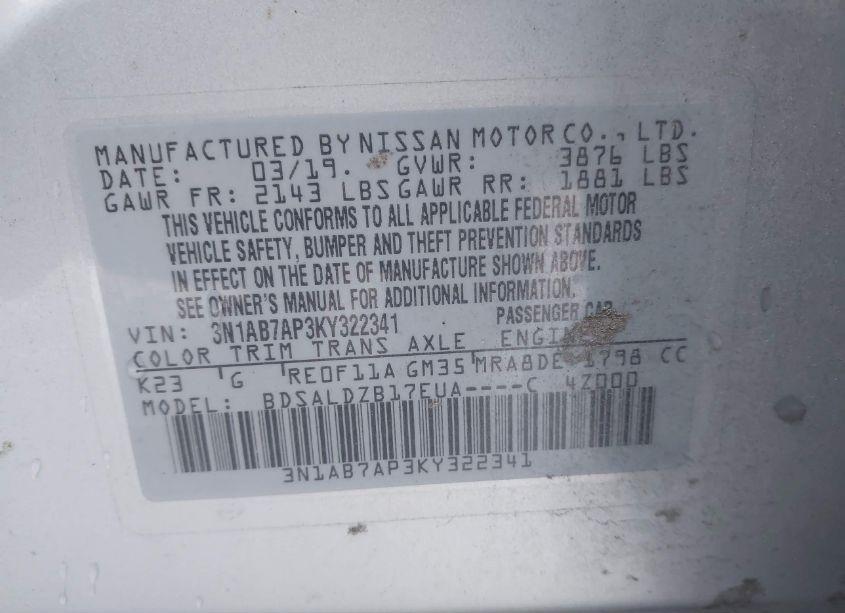 MANUFACTURED BY NISSAN MOTOR CO., LTD.
DATE: 03/19. GVWR: 3876 LBS
GAWR FR: 2143 LBS GAWR RR: 1881 LBS
THIS VEHICLE CONFORMS TO ALL APPLICABLE FEDERAL MOTOR
VEHICLE SAFETY, BUMPER AND THEFT PREVENTION STANDARDS
IN EFFECT ON THE DATE OF MANUFACTURE SHOWN ABOVE.
SEE OWNER'S MANUAL FOR ADDITIONAL INFORMATION.
VIN: 3N1AB7AP3KY322341 PASSENGER CAR
COLOR TRIM TRANS AXLE ENGINE
K23 G RE0F11A GM35 MRA8DE 1798 CC
MODEL: BDSALDZB17EUA----C 4Z000
3N1AB7AP3KY322341